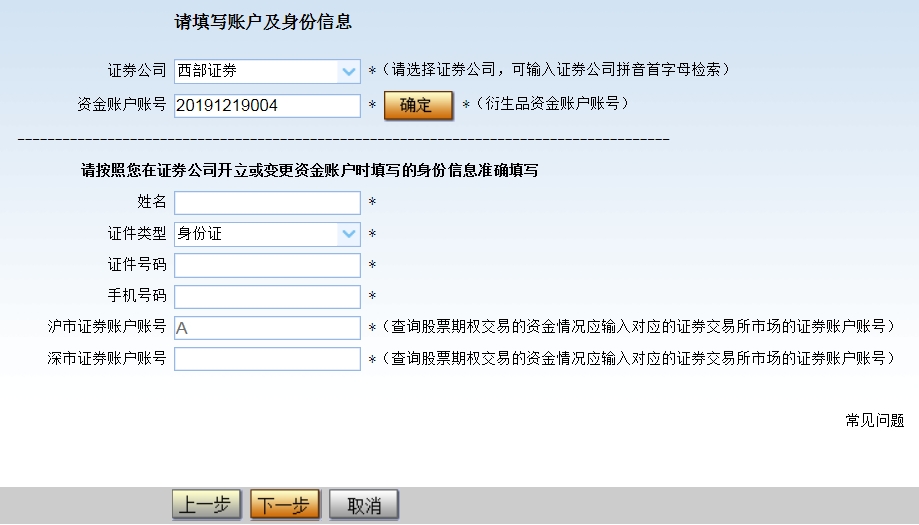 请填写账户及身份信息
证券公司 西部证券 *(请选择证券公司，可输入证券公司拼音首字母检索)
资金账户账号 20191219004 * 确定 *(衍生品资金账户账号)
请按照您在证券公司开立或变更资金账户时填写的身份信息准确填写
姓名 *
证件类型 身份证 *
证件号码 *
手机号码 *
沪市证券账户账号 A *(查询股票期权交易的资金情况应输入对应的证券交易所市场的证券账户账号)
深市证券账户账号 *(查询股票期权交易的资金情况应输入对应的证券交易所市场的证券账户账号)
常见问题
上一步 下一步 取消